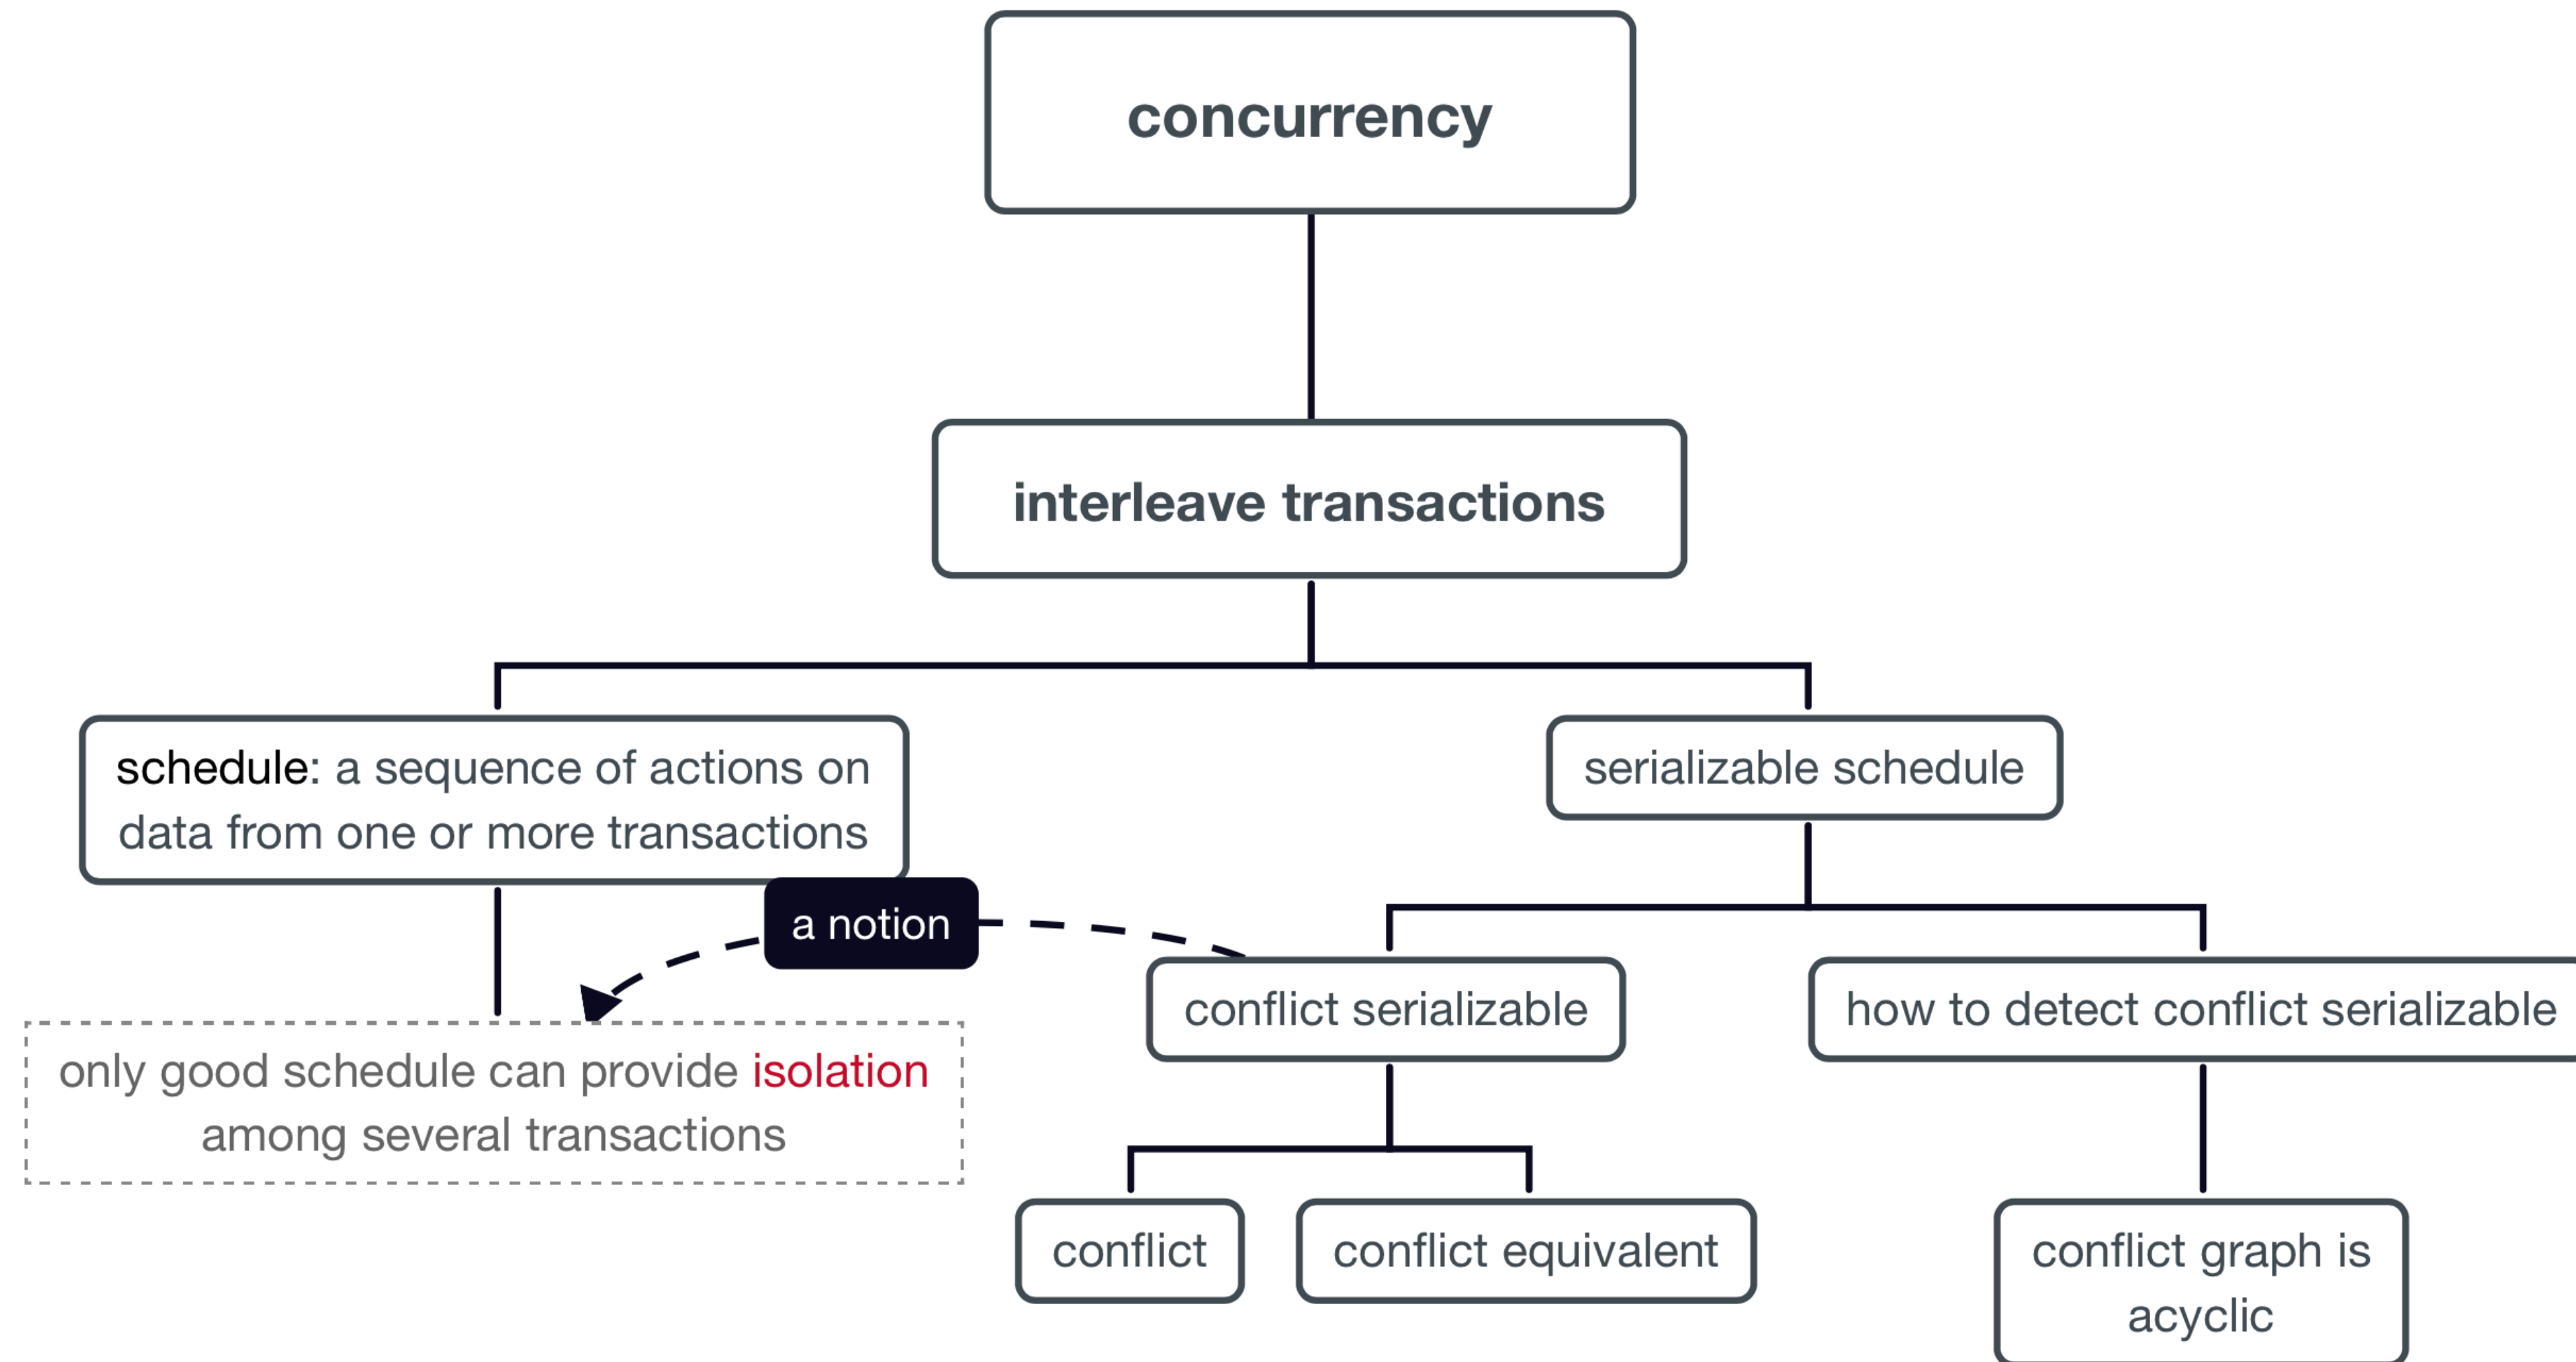 concurrency
interleave transactions
schedule: a sequence of actions on
data from one or more transactions
serializable schedule
a notion
conflict serializable
how to detect conflict serializable
only good schedule can provide isolation
among several transactions
conflict
conflict equivalent
conflict graph is
acyclic